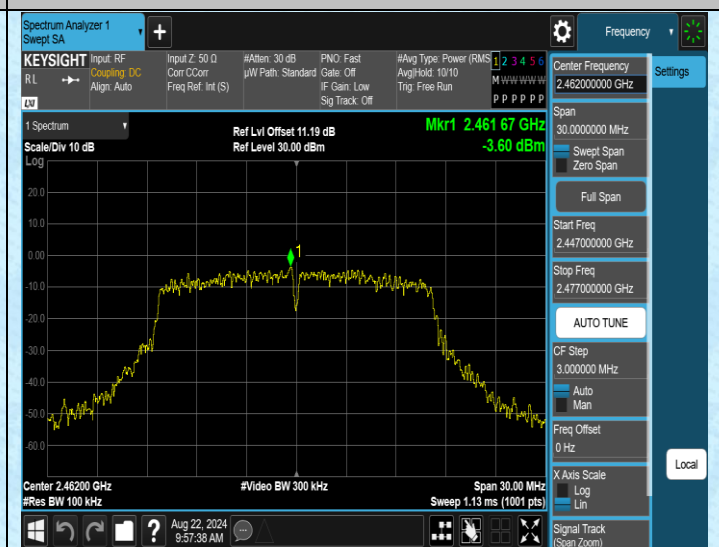 Spectrum Analyzer 1
Swept SA
+
Frequency
KEYSIGHT
RL
LXI
Input: RF
Coupling: DC
Align: Auto
Input Z: 50 Ω
Corr CCorr
Freq Ref: Int (S)
#Atten: 30 dB
µW Path: Standard
PNO: Fast
Gate: Off
IF Gain: Low
Sig Track: Off
#Avg Type: Power (RMS
Avg|Hold: 10/10
Trig: Free Run
1 2 3 4 5 6
M W W W W W
P P P P P P
1 Spectrum
Scale/Div 10 dB
Log
Ref Lvl Offset 11.19 dB
Ref Level 30.00 dBm
Mkr1 2.461 67 GHz
-3.60 dBm
20.0
10.0
0.00
-10.0
-20.0
-30.0
-40.0
-50.0
-60.0
1
Center 2.46200 GHz
#Res BW 100 kHz
#Video BW 300 kHz
Span 30.00 MHz
Sweep 1.13 ms (1001 pts)
Center Frequency
2.462000000 GHz
Settings
Span
30.0000000 MHz
Swept Span
Zero Span
Full Span
Start Freq
2.447000000 GHz
Stop Freq
2.477000000 GHz
AUTO TUNE
CF Step
3.000000 MHz
Auto
Man
Freq Offset
0 Hz
X Axis Scale
Log
Lin
Signal Track
(Span Zoom)
Local
?
Aug 22, 2024
9:57:38 AM